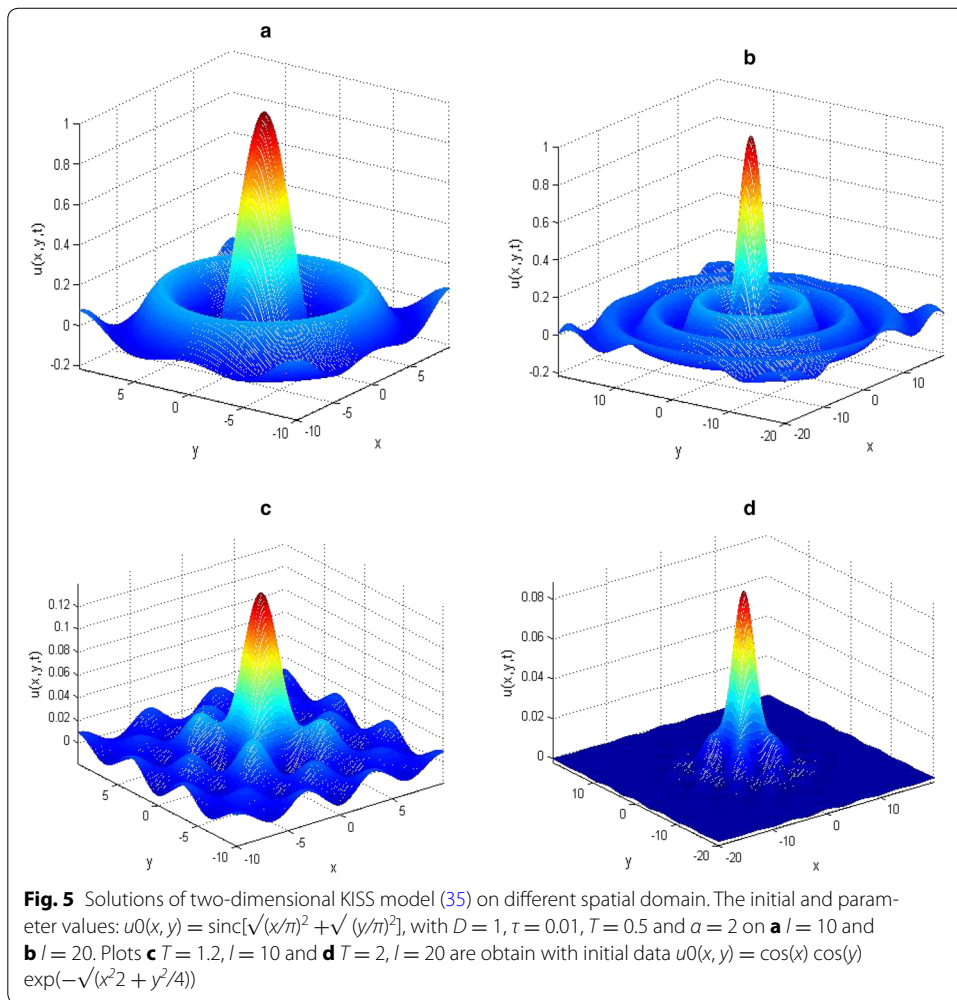 a
1
0.8
0.6
0.4
0.2
0
-0.2
u(x,y,t)
5
0
-5
-10
y
-10
-5
0
5
x
b
1
0.8
0.6
0.4
0.2
0
-0.2
u(x,y,t)
10
0
-10
-20
y
-20
-10
0
10
x
c
0.12
0.1
0.08
0.06
0.04
0.02
0
u(x,y,t)
5
0
-5
-10
y
-10
-5
0
5
x
d
0.08
0.06
0.04
0.02
0
u(x,y,t)
10
0
-10
-20
y
-20
-10
0
10
x
Fig. 5 Solutions of two-dimensional KISS model (35) on different spatial domain. The initial and param-
eter values: u0(x, y) = sinc[√(x/π)² +√ (y/π)²], with D = 1, τ = 0.01, T = 0.5 and α = 2 on a l = 10 and
b l = 20. Plots c T = 1.2, l = 10 and d T = 2, l = 20 are obtain with initial data u0(x, y) = cos(x) cos(y)
exp(−√(x²2 + y²/4))